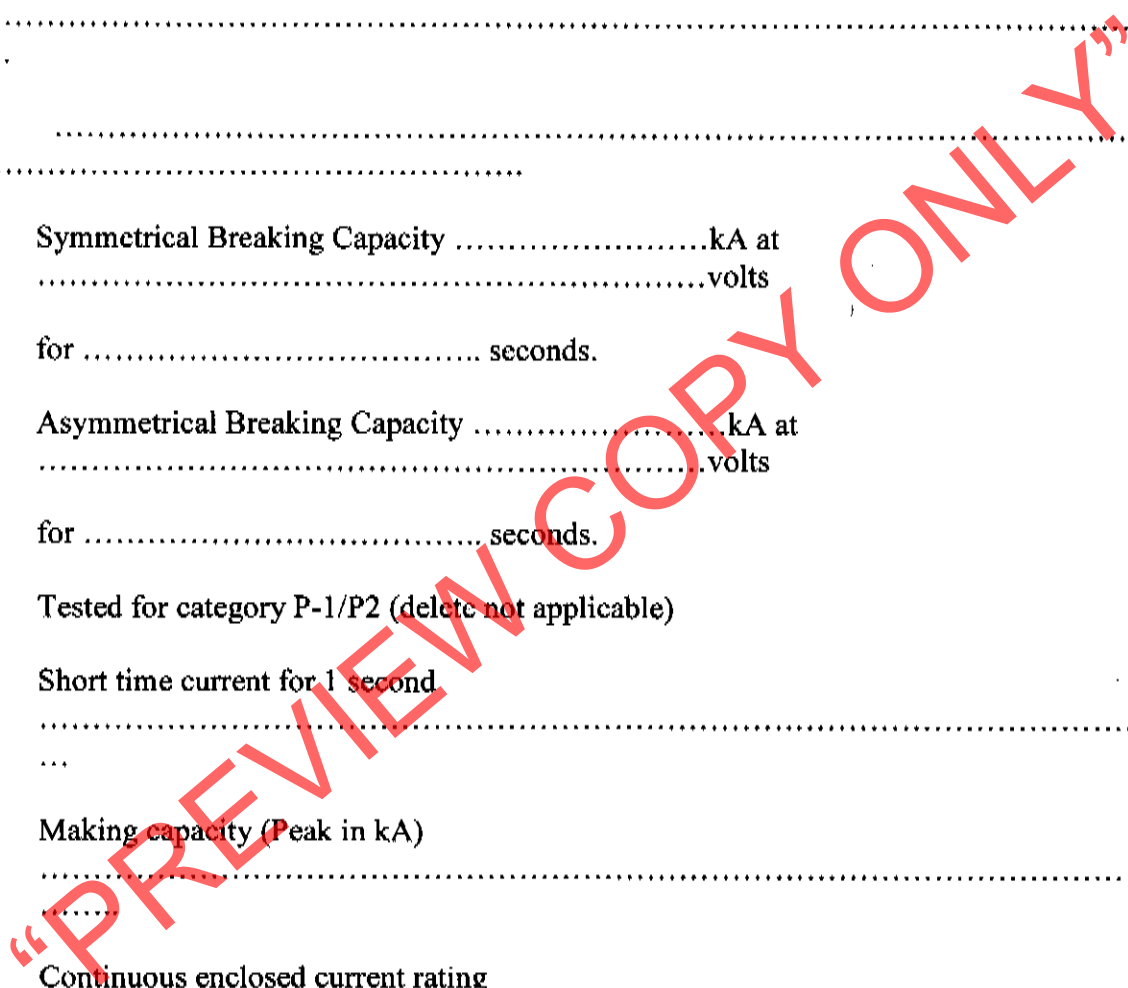 ........................................................................................................
.
........................................................................................................
..................................................
Symmetrical Breaking Capacity ........................kA at
................................................................volts
for ...................................... seconds.
Asymmetrical Breaking Capacity ........................kA at
................................................................volts
for ...................................... seconds.
Tested for category P-1/P2 (delete not applicable)
Short time current for 1 second
........................................................................................................
...
Making capacity (Peak in kA)
........................................................................................................
........
Continuous enclosed current rating
“PREVIEW COPY ONLY”